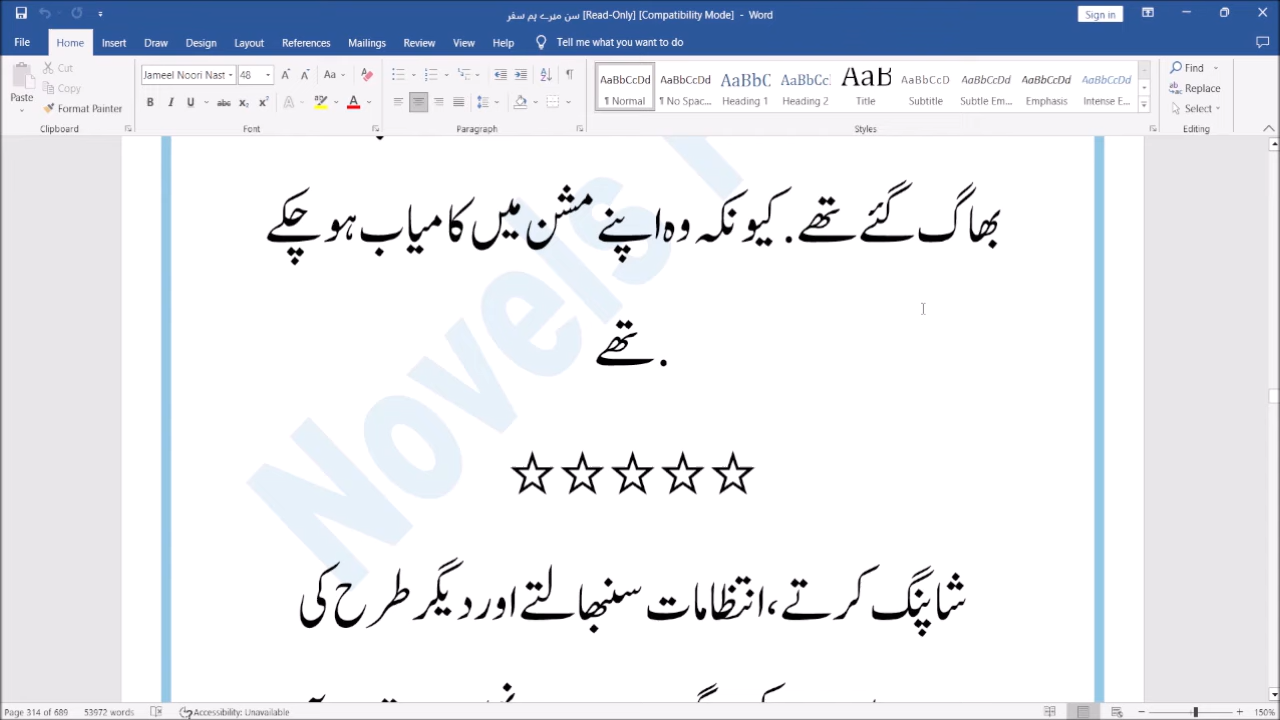 سن میرے ہم سفر [Read-Only] [Compatibility Mode] - Word
Sign in
File Home Insert Draw Design Layout References Mailings Review View Help Tell me what you want to do
Paste
Cut
Copy
Format Painter
Clipboard
Jameel Noori Nast 48
Font
Paragraph
AaBbCcDd ¶ Normal
AaBbCcDd ¶ No Spac...
AaBbC Heading 1
AaBbCc Heading 2
AaB Title
AaBbCcD Subtitle
AaBbCcDd Subtle Em...
AaBbCcDd Emphasis
AaBbCcDd Intense E...
Styles
Find
Replace
Select
Editing
Novels
بھاگ گئے تھے. کیونکہ وہ اپنے مشن میں کامیاب ہو چکے
تھے.
☆☆☆☆☆
شاپنگ کرتے، انتظامات سنبھالتے اور دیگر طرح کی
Page 314 of 689 53972 words Accessibility: Unavailable 150%